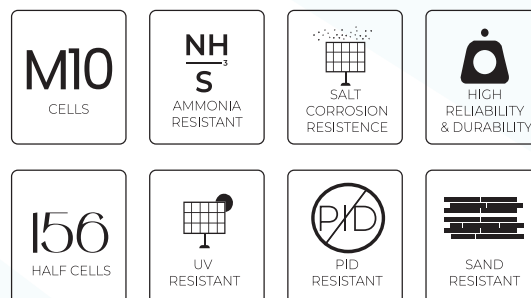 M10
CELLS
NH
3
S
AMMONIA
RESISTANT
SALT
CORROSION
RESISTENCE
HIGH
RELIABILITY
& DURABILITY
156
HALF CELLS
UV
RESISTANT
PID
PID
RESISTANT
SAND
RESISTANT